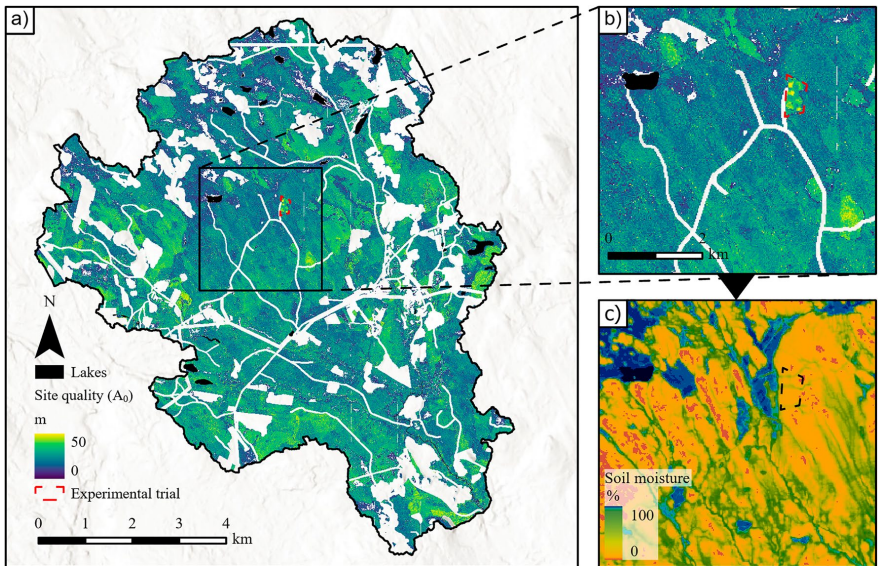 a)
N
Lakes
Site quality (A₀)
m
50
0
Experimental trial
0 1 2 3 4
km
b)
0 2
km
c)
Soil moisture
%
100
0